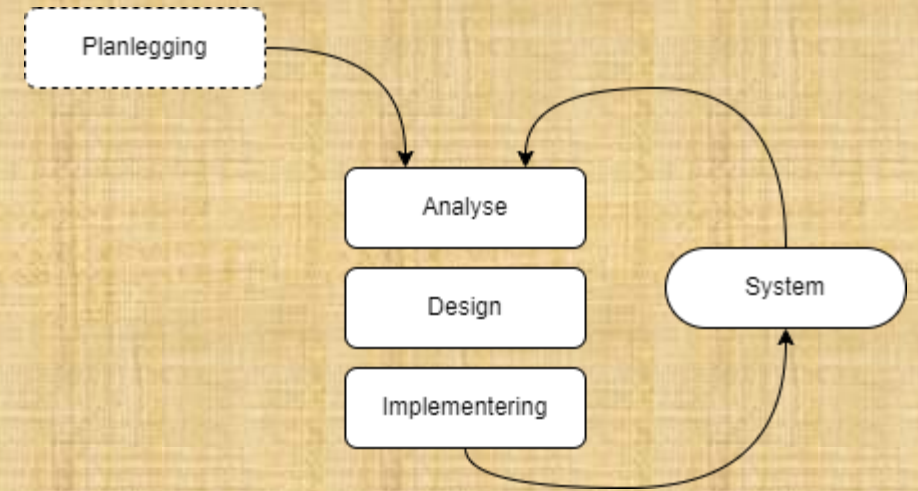 Planlegging
Analyse
Design
System
Implementering